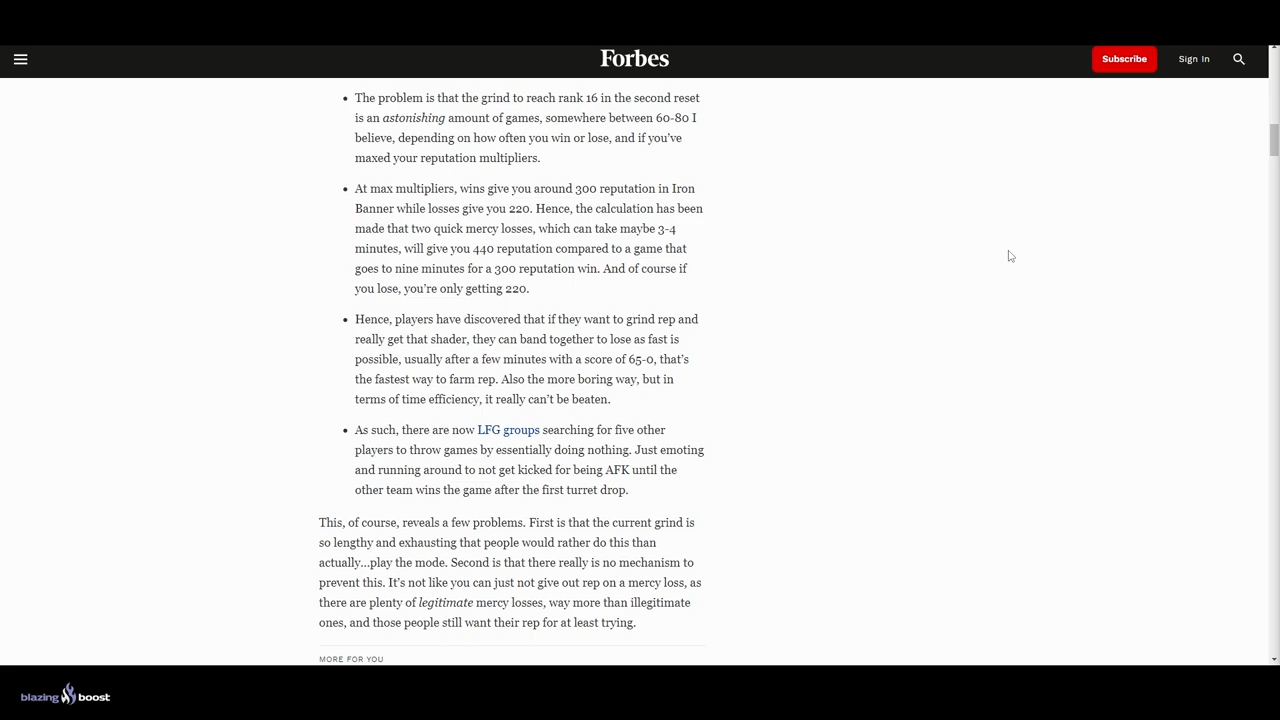 Forbes
Subscribe
Sign In
The problem is that the grind to reach rank 16 in the second reset
is an astonishing amount of games, somewhere between 60-80 I
believe, depending on how often you win or lose, and if you've
maxed your reputation multipliers.
At max multipliers, wins give you around 300 reputation in Iron
Banner while losses give you 220. Hence, the calculation has been
made that two quick mercy losses, which can take maybe 3-4
minutes, will give you 440 reputation compared to a game that
goes to nine minutes for a 300 reputation win. And of course if
you lose, you're only getting 220.
Hence, players have discovered that if they want to grind rep and
really get that shader, they can band together to lose as fast is
possible, usually after a few minutes with a score of 65-0, that's
the fastest way to farm rep. Also the more boring way, but in
terms of time efficiency, it really can't be beaten.
As such, there are now LFG groups searching for five other
players to throw games by essentially doing nothing. Just emoting
and running around to not get kicked for being AFK until the
other team wins the game after the first turret drop.
This, of course, reveals a few problems. First is that the current grind is
so lengthy and exhausting that people would rather do this than
actually...play the mode. Second is that there really is no mechanism to
prevent this. It's not like you can just not give out rep on a mercy loss, as
there are plenty of legitimate mercy losses, way more than illegitimate
ones, and those people still want their rep for at least trying.
MORE FOR YOU
blazing boost